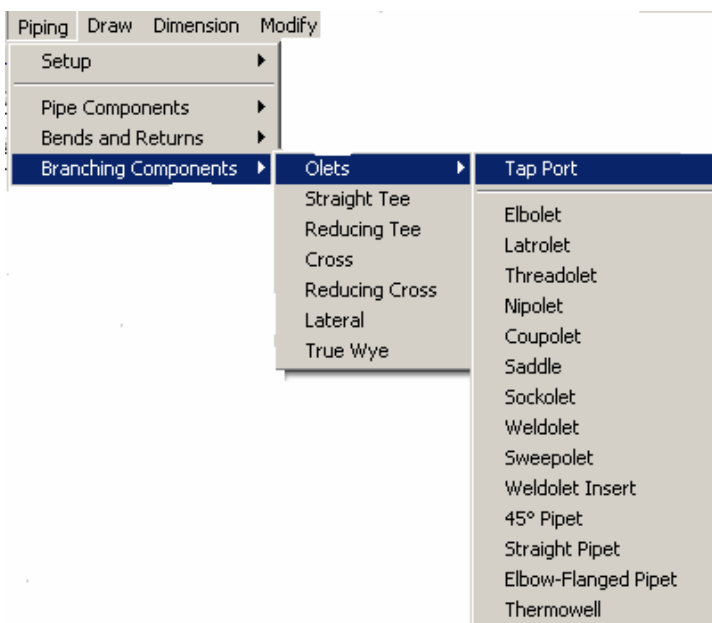 Piping Draw Dimension Modify
Setup
Pipe Components
Bends and Returns
Branching Components
Olets
Straight Tee
Reducing Tee
Cross
Reducing Cross
Lateral
True Wye
Tap Port
Elbolet
Latrolet
Threadolet
Nipolet
Coupolet
Saddle
Sockolet
Weldolet
Sweepolet
Weldolet Insert
45° Pipet
Straight Pipet
Elbow-Flanged Pipet
Thermowell